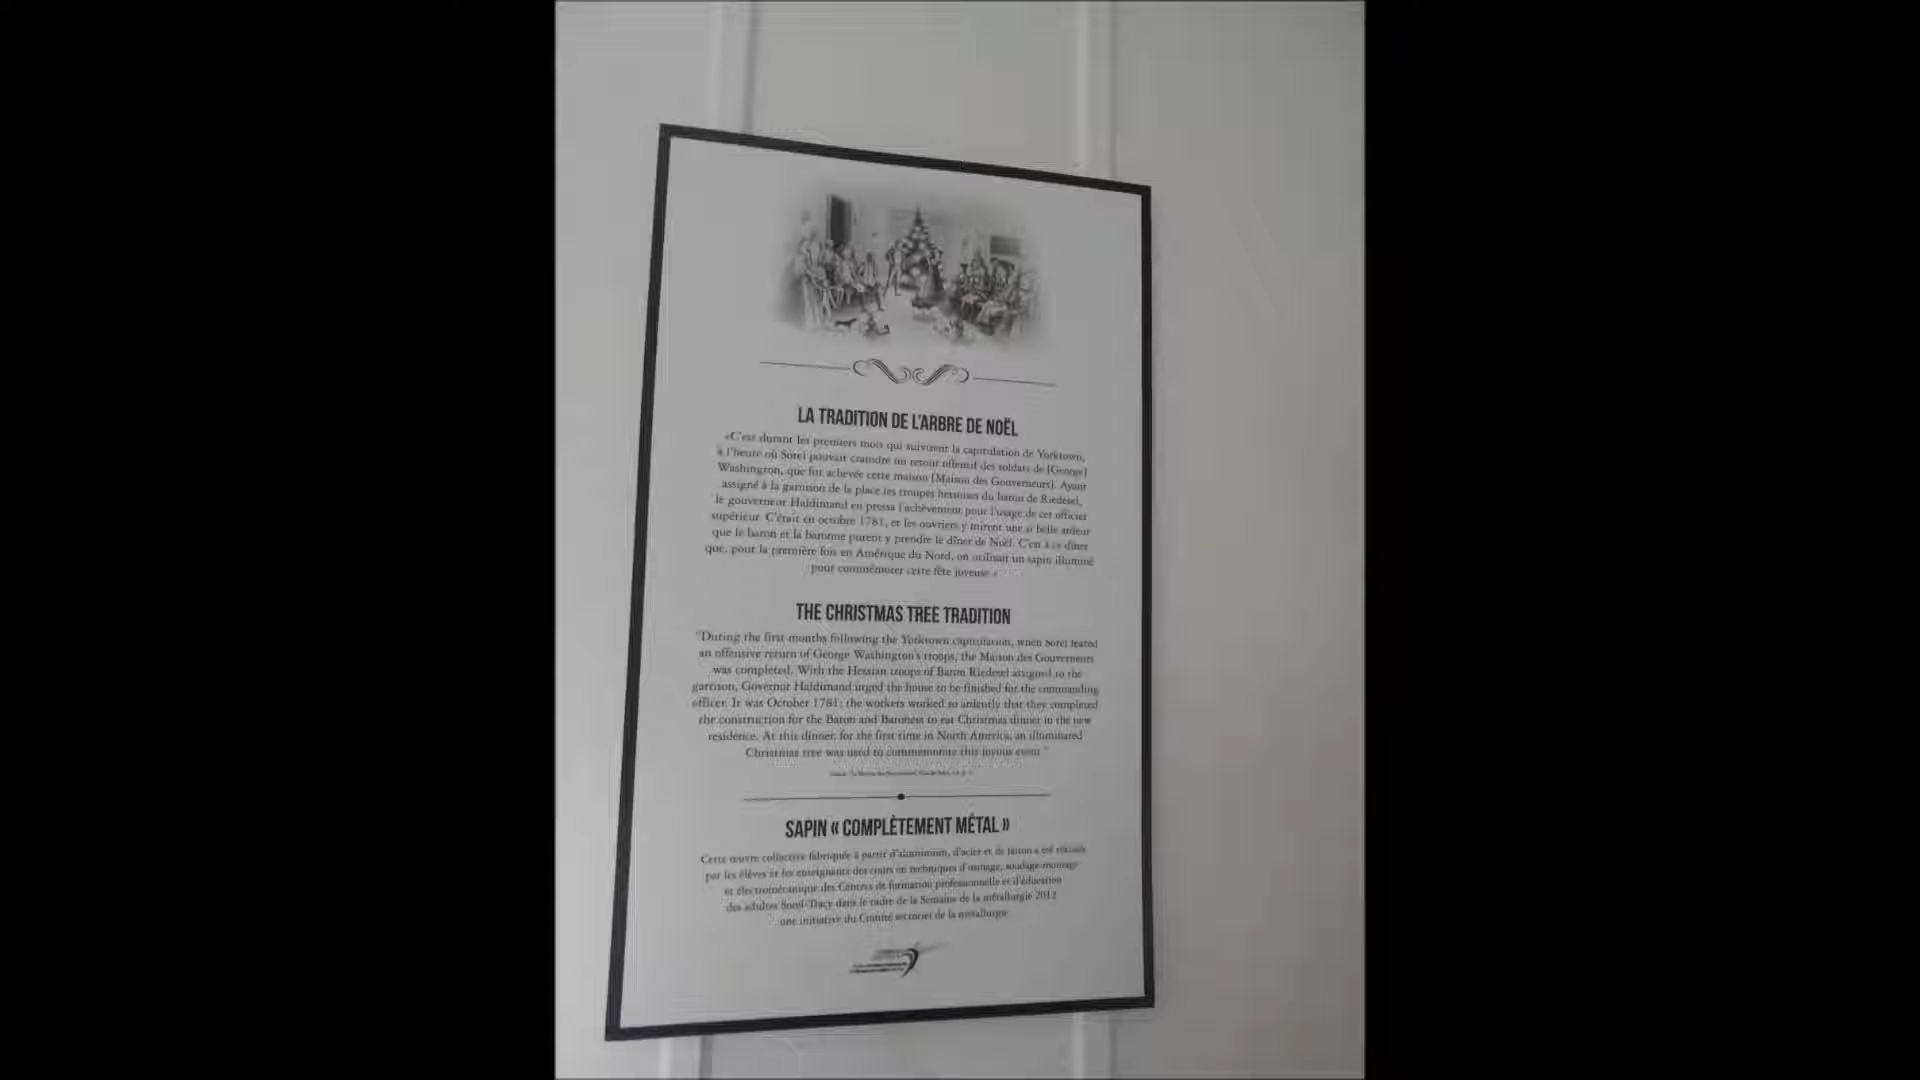 LA TRADITION DE L'ARBRE DE NOËL
«C'est durant les premiers mois qui suivirent la capitulation de Yorktown,
à l'heure où Sorel pouvait craindre un retour offensif des soldats de [George]
Washington, que fut achevée cette maison [Maison des Gouverneurs]. Ayant
assigné à la garnison de la place les troupes hessoises du baron de Riedesel,
le gouverneur Haldimand en pressa l'achèvement pour l'usage de cet officier
supérieur. C'était en octobre 1781, et les ouvriers y mirent une si belle ardeur
que le baron et la baronne purent y prendre le dîner de Noël. C'est à ce dîner
que, pour la première fois en Amérique du Nord, on utilisait un sapin illuminé
pour commémorer cette fête joyeuse.»
THE CHRISTMAS TREE TRADITION
"During the first months following the Yorktown capitulation, when Sorel feared
an offensive return of George Washington's troops, the Maison des Gouverneurs
was completed. With the Hessian troops of Baron Riedesel assigned to the
garrison, Governor Haldimand urged the house to be finished for the commanding
officer. It was October 1781; the workers worked so ardently that they completed
the construction for the Baron and Baroness to eat Christmas dinner in the new
residence. At this dinner, for the first time in North America, an illuminated
Christmas tree was used to commemorate this joyous event."
SAPIN « COMPLÈTEMENT MÉTAL »
Cette œuvre collective fabriquée à partir d'aluminium, d'acier et de laiton a été réalisée
par les élèves et les enseignants des cours en techniques d'usinage, soudage-montage
et électromécanique des Centres de formation professionnelle et d'éducation
des adultes Sorel-Tracy dans le cadre de la Semaine de la métallurgie 2012
une initiative du Comité sectoriel de la métallurgie